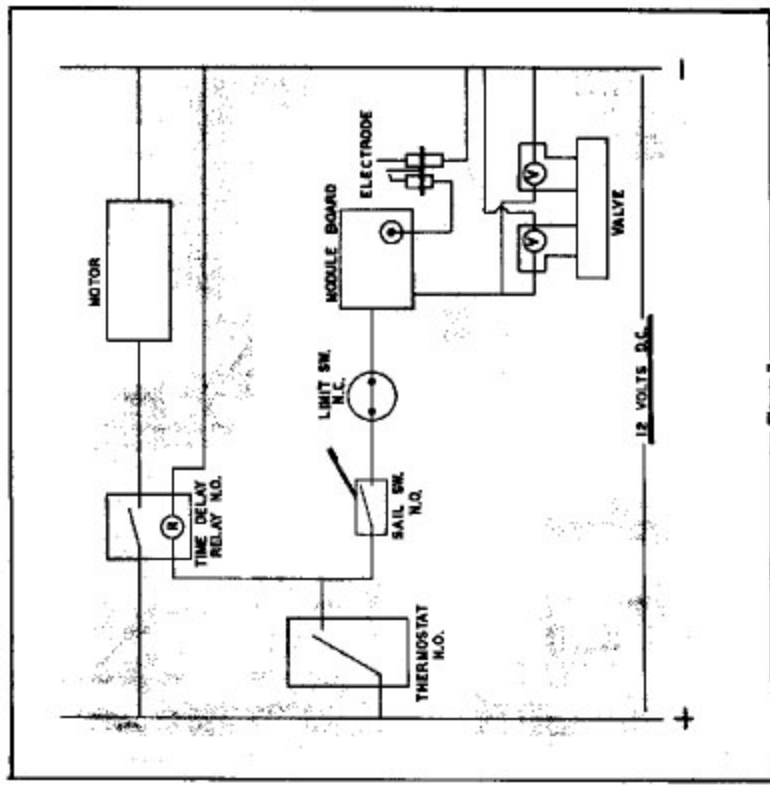 MOTOR
R
TIME DELAY
RELAY N.O.
LIMIT SW.
N.C.
MODULE BOARD
ELECTRODE
SAIL SW.
N.O.
THERMOSTAT
N.O.
V
V
VALVE
12 VOLTS D.C.
+
−